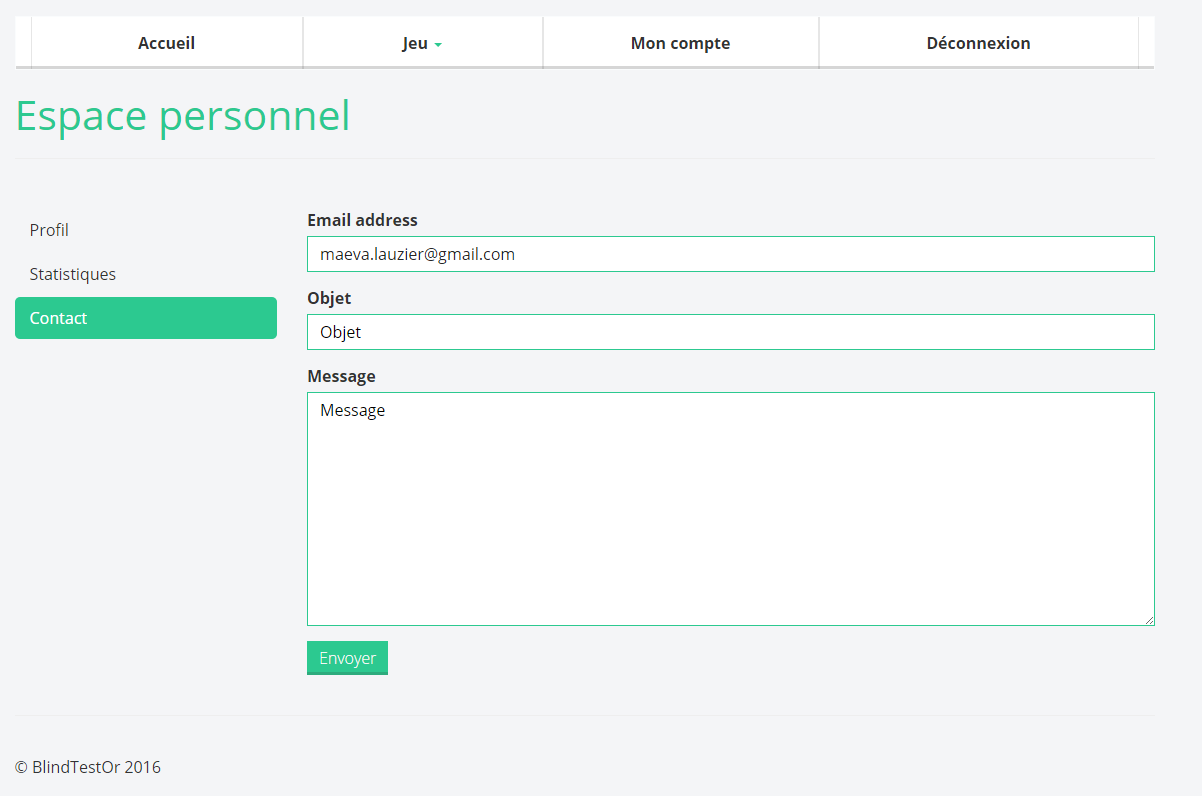 Accueil Jeu Mon compte Déconnexion
Espace personnel
Profil
Statistiques
Contact
Email address
maeva.lauzier@gmail.com
Objet
Objet
Message
Message
Envoyer
© BlindTestOr 2016